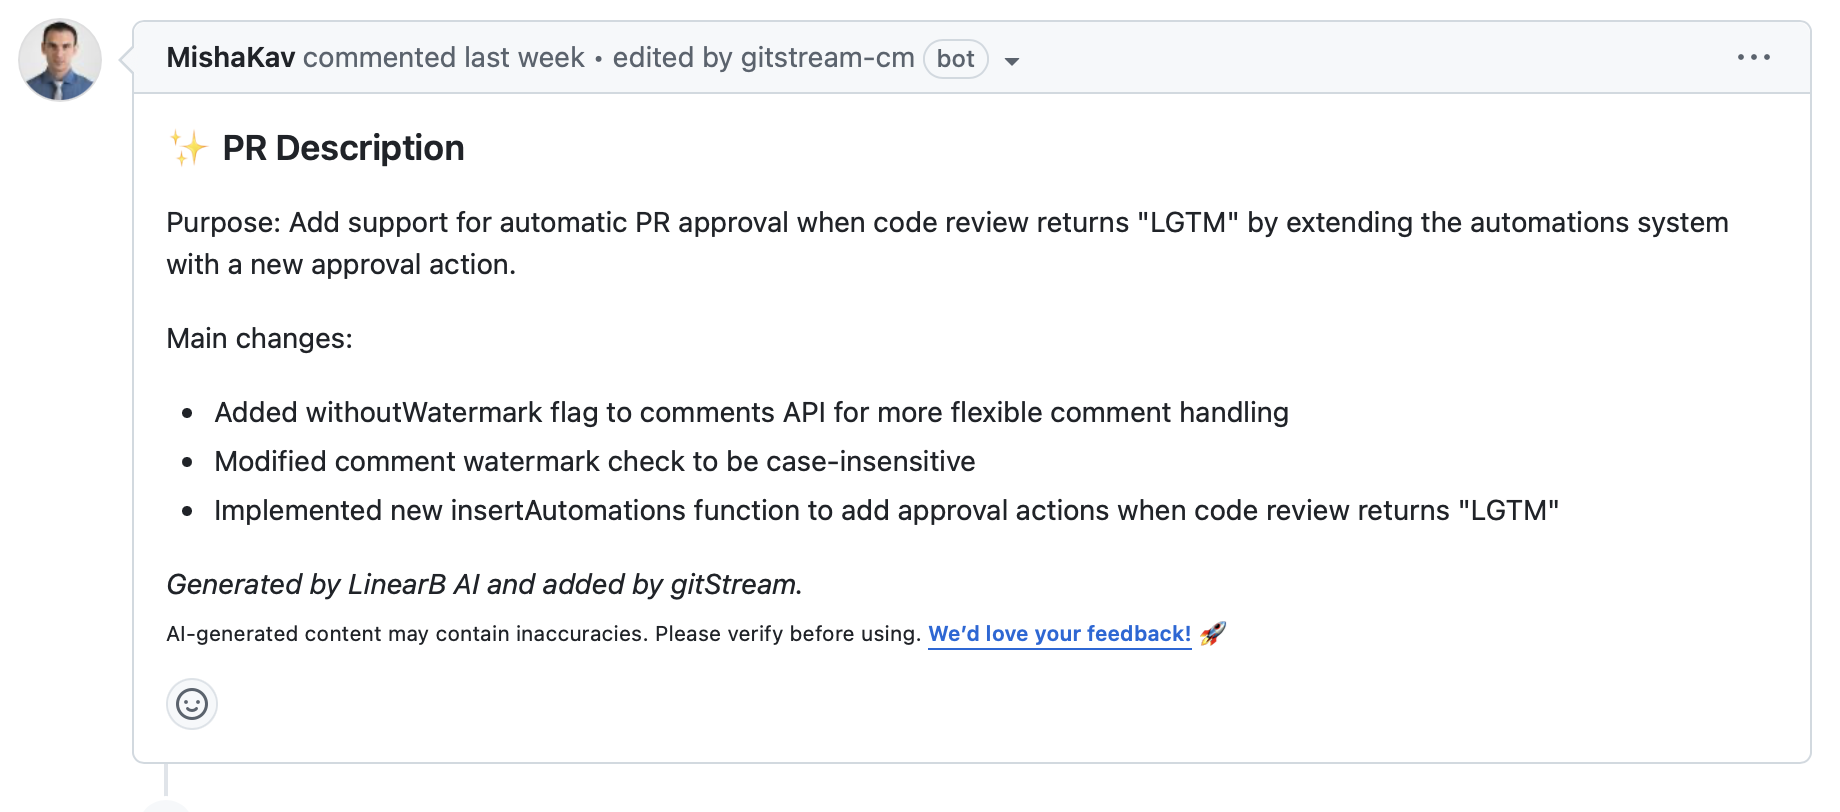 MishaKav commented last week • edited by gitstream-cm bot
✨ PR Description
Purpose: Add support for automatic PR approval when code review returns "LGTM" by extending the automations system
with a new approval action.
Main changes:
• Added withoutWatermark flag to comments API for more flexible comment handling
• Modified comment watermark check to be case-insensitive
• Implemented new insertAutomations function to add approval actions when code review returns "LGTM"
Generated by LinearB AI and added by gitStream.
AI-generated content may contain inaccuracies. Please verify before using. We’d love your feedback! 🚀